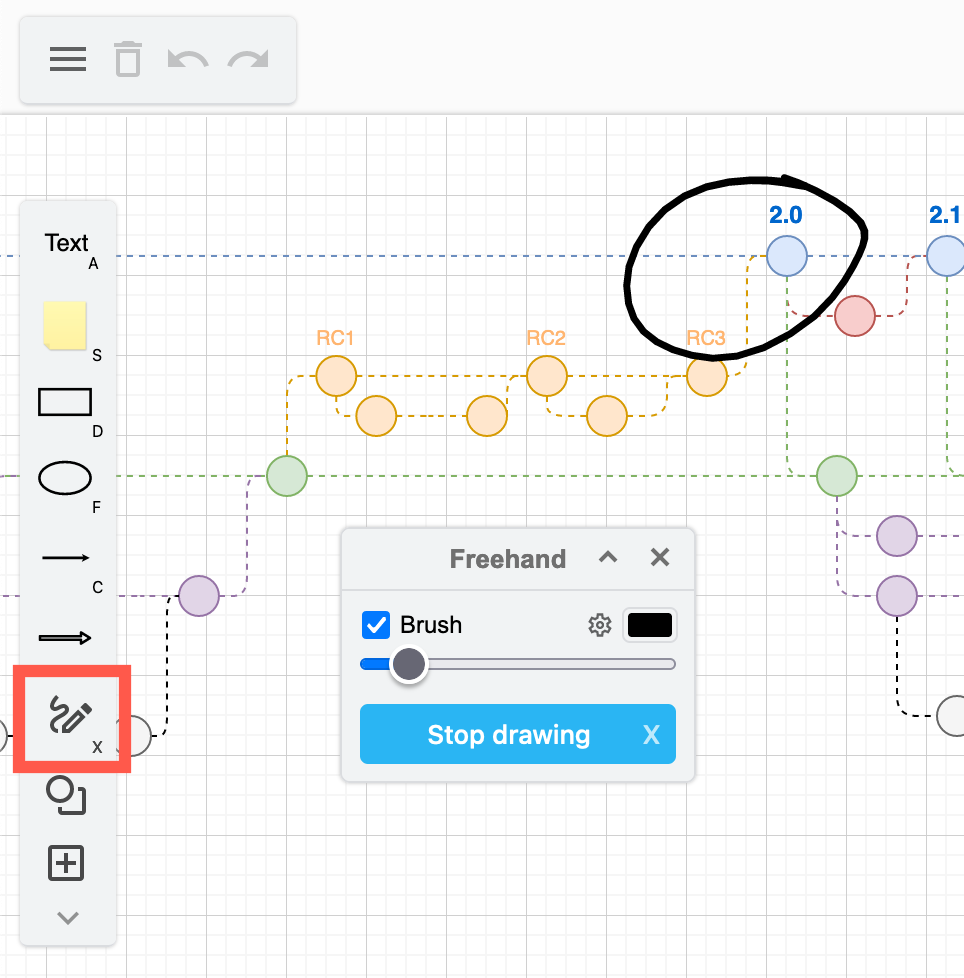 2.0
2.1
Text
A
S
RC1
RC2
RC3
D
F
Freehand
C
Brush
Stop drawing X
X